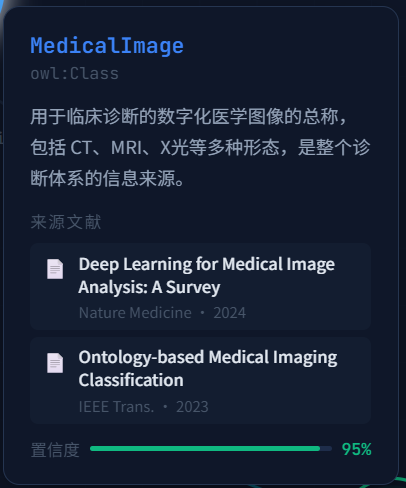 MedicalImage
owl:Class
用于临床诊断的数字化医学图像的总称，
包括 CT、MRI、X光等多种形态，是整个诊
断体系的信息来源。
来源文献
Deep Learning for Medical Image
Analysis: A Survey
Nature Medicine · 2024
Ontology-based Medical Imaging
Classification
IEEE Trans. · 2023
置信度 95%